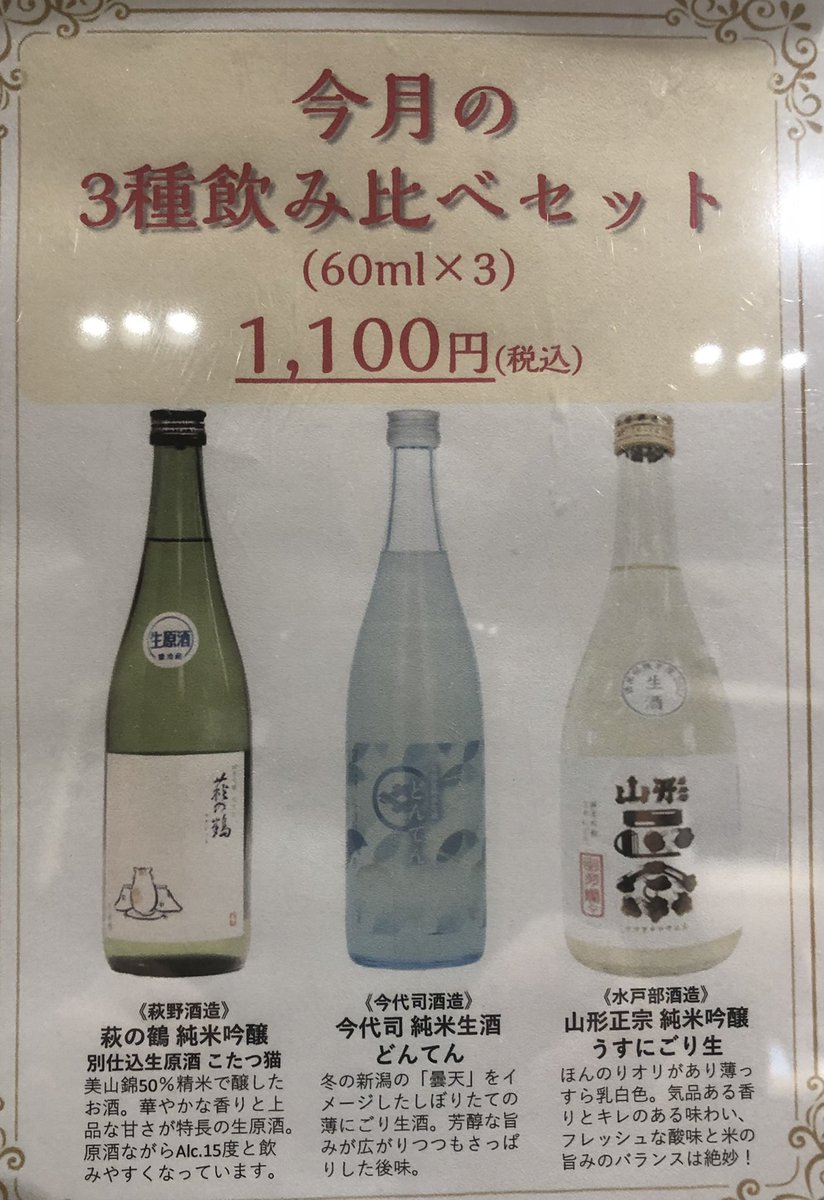 今月の
3種飲み比べセット
(60ml×3)
1,100円(税込)
生原酒
要冷蔵
萩の鶴
どんでん
生酒
山形
正宗
《萩野酒造》
萩の鶴 純米吟醸
別仕込生原酒 こたつ猫
美山錦50%精米で醸した
お酒。華やかな香りと上
品な甘さが特長の生原酒。
原酒ながらAlc.15度と飲
みやすくなっています。
《今代司酒造》
今代司 純米生酒
どんてん
冬の新潟の「曇天」をイ
メージしたしぼりたての
薄にごり生酒。芳醇な旨
みが広がりつつもさっぱ
りした後味。
《水戸部酒造》
山形正宗 純米吟醸
うすにごり生
ほんのりオリがあり薄っ
すら乳白色。気品ある香
りとキレのある味わい、
フレッシュな酸味と米の
旨みのバランスは絶妙！